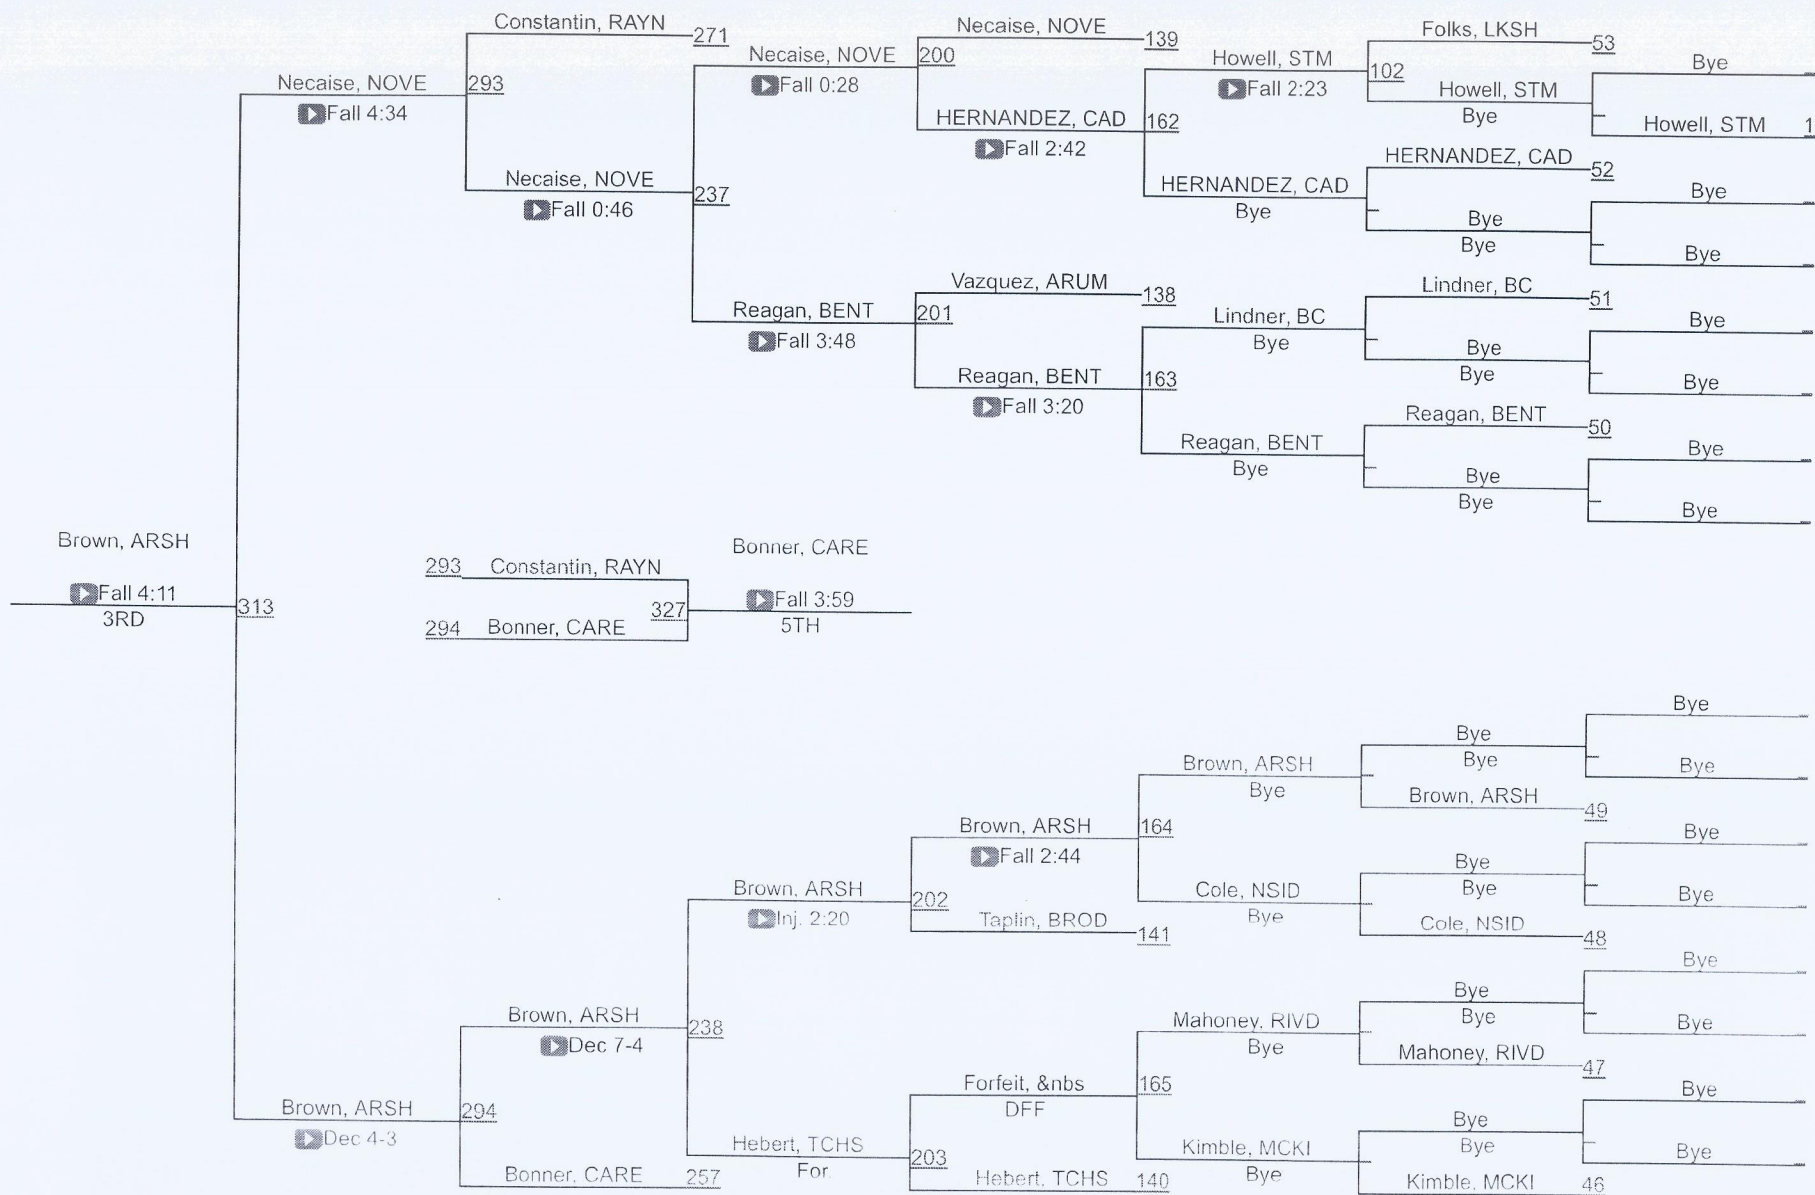 Constantin, RAYN
271
Necaise, NOVE
293
Fall 4:34
Necaise, NOVE
237
Fall 0:46
Necaise, NOVE
200
Fall 0:28
Necaise, NOVE
139
HERNANDEZ, CAD
162
Fall 2:42
Howell, STM
102
Fall 2:23
Folks, LKSH
53
Howell, STM
Bye
Bye
Howell, STM
1
HERNANDEZ, CAD
Bye
HERNANDEZ, CAD
52
Bye
Bye
Bye
Bye
Reagan, BENT
201
Fall 3:48
Vazquez, ARUM
138
Reagan, BENT
163
Fall 3:20
Lindner, BC
Bye
Lindner, BC
51
Bye
Bye
Bye
Bye
Reagan, BENT
Bye
Reagan, BENT
50
Bye
Bye
Bye
Bye
Brown, ARSH
Fall 4:11
3RD
313
293
Constantin, RAYN
294
Bonner, CARE
327
Bonner, CARE
Fall 3:59
5TH
Bye
Bye
Bye
Bye
Brown, ARSH
Bye
Brown, ARSH
49
Brown, ARSH
164
Fall 2:44
Bye
Bye
Bye
Bye
Cole, NSID
Bye
Cole, NSID
48
Brown, ARSH
202
Inj. 2:20
Taplin, BROD
141
Brown, ARSH
238
Dec 7-4
Bye
Bye
Bye
Bye
Mahoney, RIVD
Bye
Mahoney, RIVD
47
Forfeit, &nbs
165
DFF
Bye
Bye
Bye
Bye
Kimble, MCKI
Bye
Kimble, MCKI
46
Brown, ARSH
294
Dec 4-3
Bonner, CARE
257
Hebert, TCHS
203
For
Hebert, TCHS
140